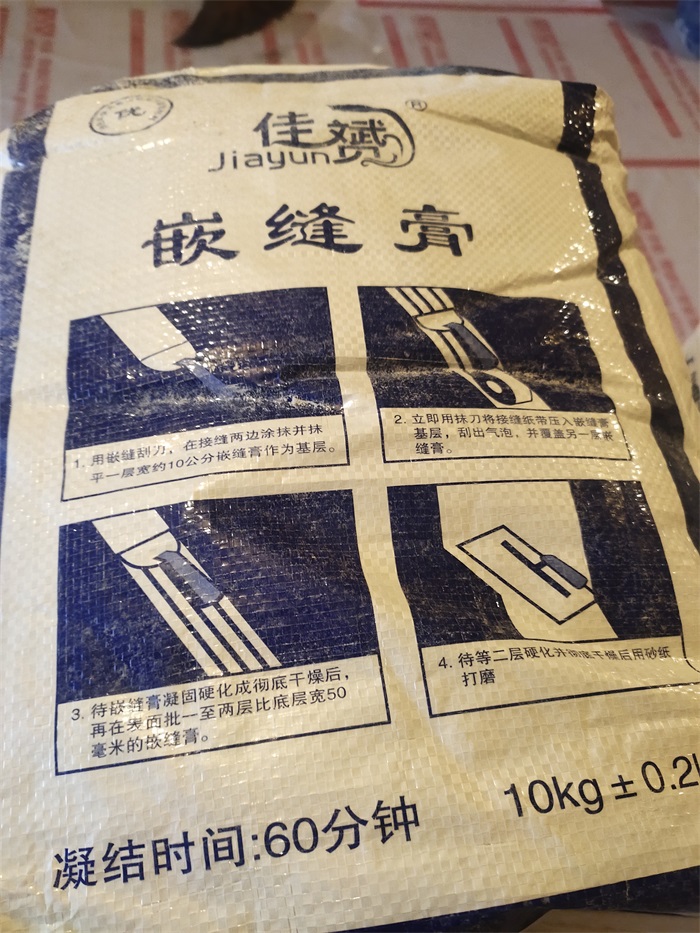 优
佳赟®
Jiayun
嵌缝膏
1. 用嵌缝刮刀，在接缝两边涂抹并抹
平一层宽约10公分嵌缝膏作为基层。
2. 立即用抹刀将接缝纸带压入嵌缝膏
基层，刮出气泡，并覆盖另一层嵌
缝膏。
3. 待嵌缝膏凝固硬化成彻底干燥后，
再在表面批一至两层比底层宽50
毫米的嵌缝膏。
4. 待等二层硬化并彻底干燥后用砂纸
打磨
10kg±0.2
凝结时间:60分钟